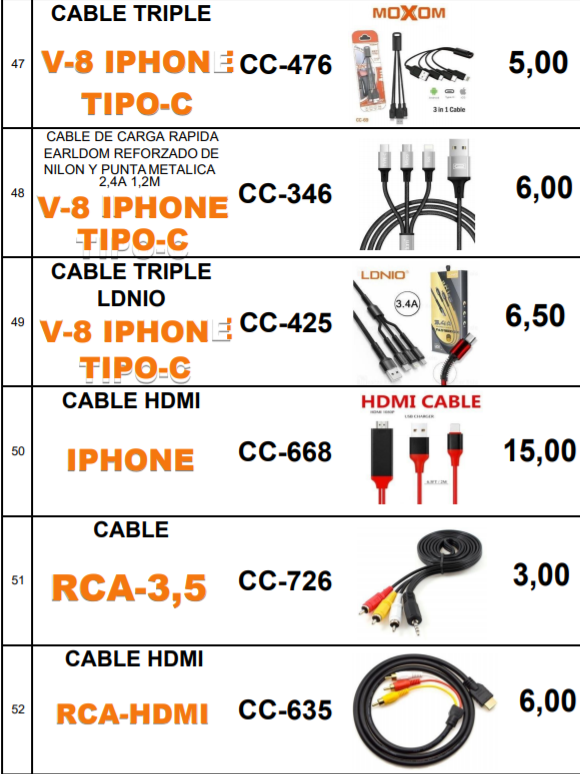 CABLE TRIPLE
47
V-8 IPHONE
TIPO-C
CC-476
MOXOM
3 in 1 Cable
5,00
48
CABLE DE CARGA RAPIDA
EARLDOM REFORZADO DE
NILON Y PUNTA METALICA
2,4A 1,2M
V-8 IPHONE
TIPO-C
CC-346
6,00
49
CABLE TRIPLE
LDNIO
V-8 IPHONE
TIPO-C
CC-425
LDNIO
3.4A
6,50
50
CABLE HDMI
IPHONE
CC-668
HDMI CABLE
15,00
51
CABLE
RCA-3,5
CC-726
3,00
52
CABLE HDMI
RCA-HDMI
CC-635
6,00